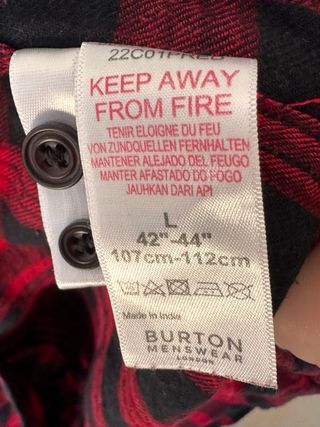 22C01PRED
KEEP AWAY
FROM FIRE
TENIR ELOIGNE DU FEU
VON ZUNDQUELLEN FERNHALTEN
MANTENER ALEJADO DEL FEUGO
MANTER AFASTADO DO FOGO
JAUHKAN DARI API
L
42"-44"
107cm-112cm
Made in India
BURTON
MENSWEAR
LONDON